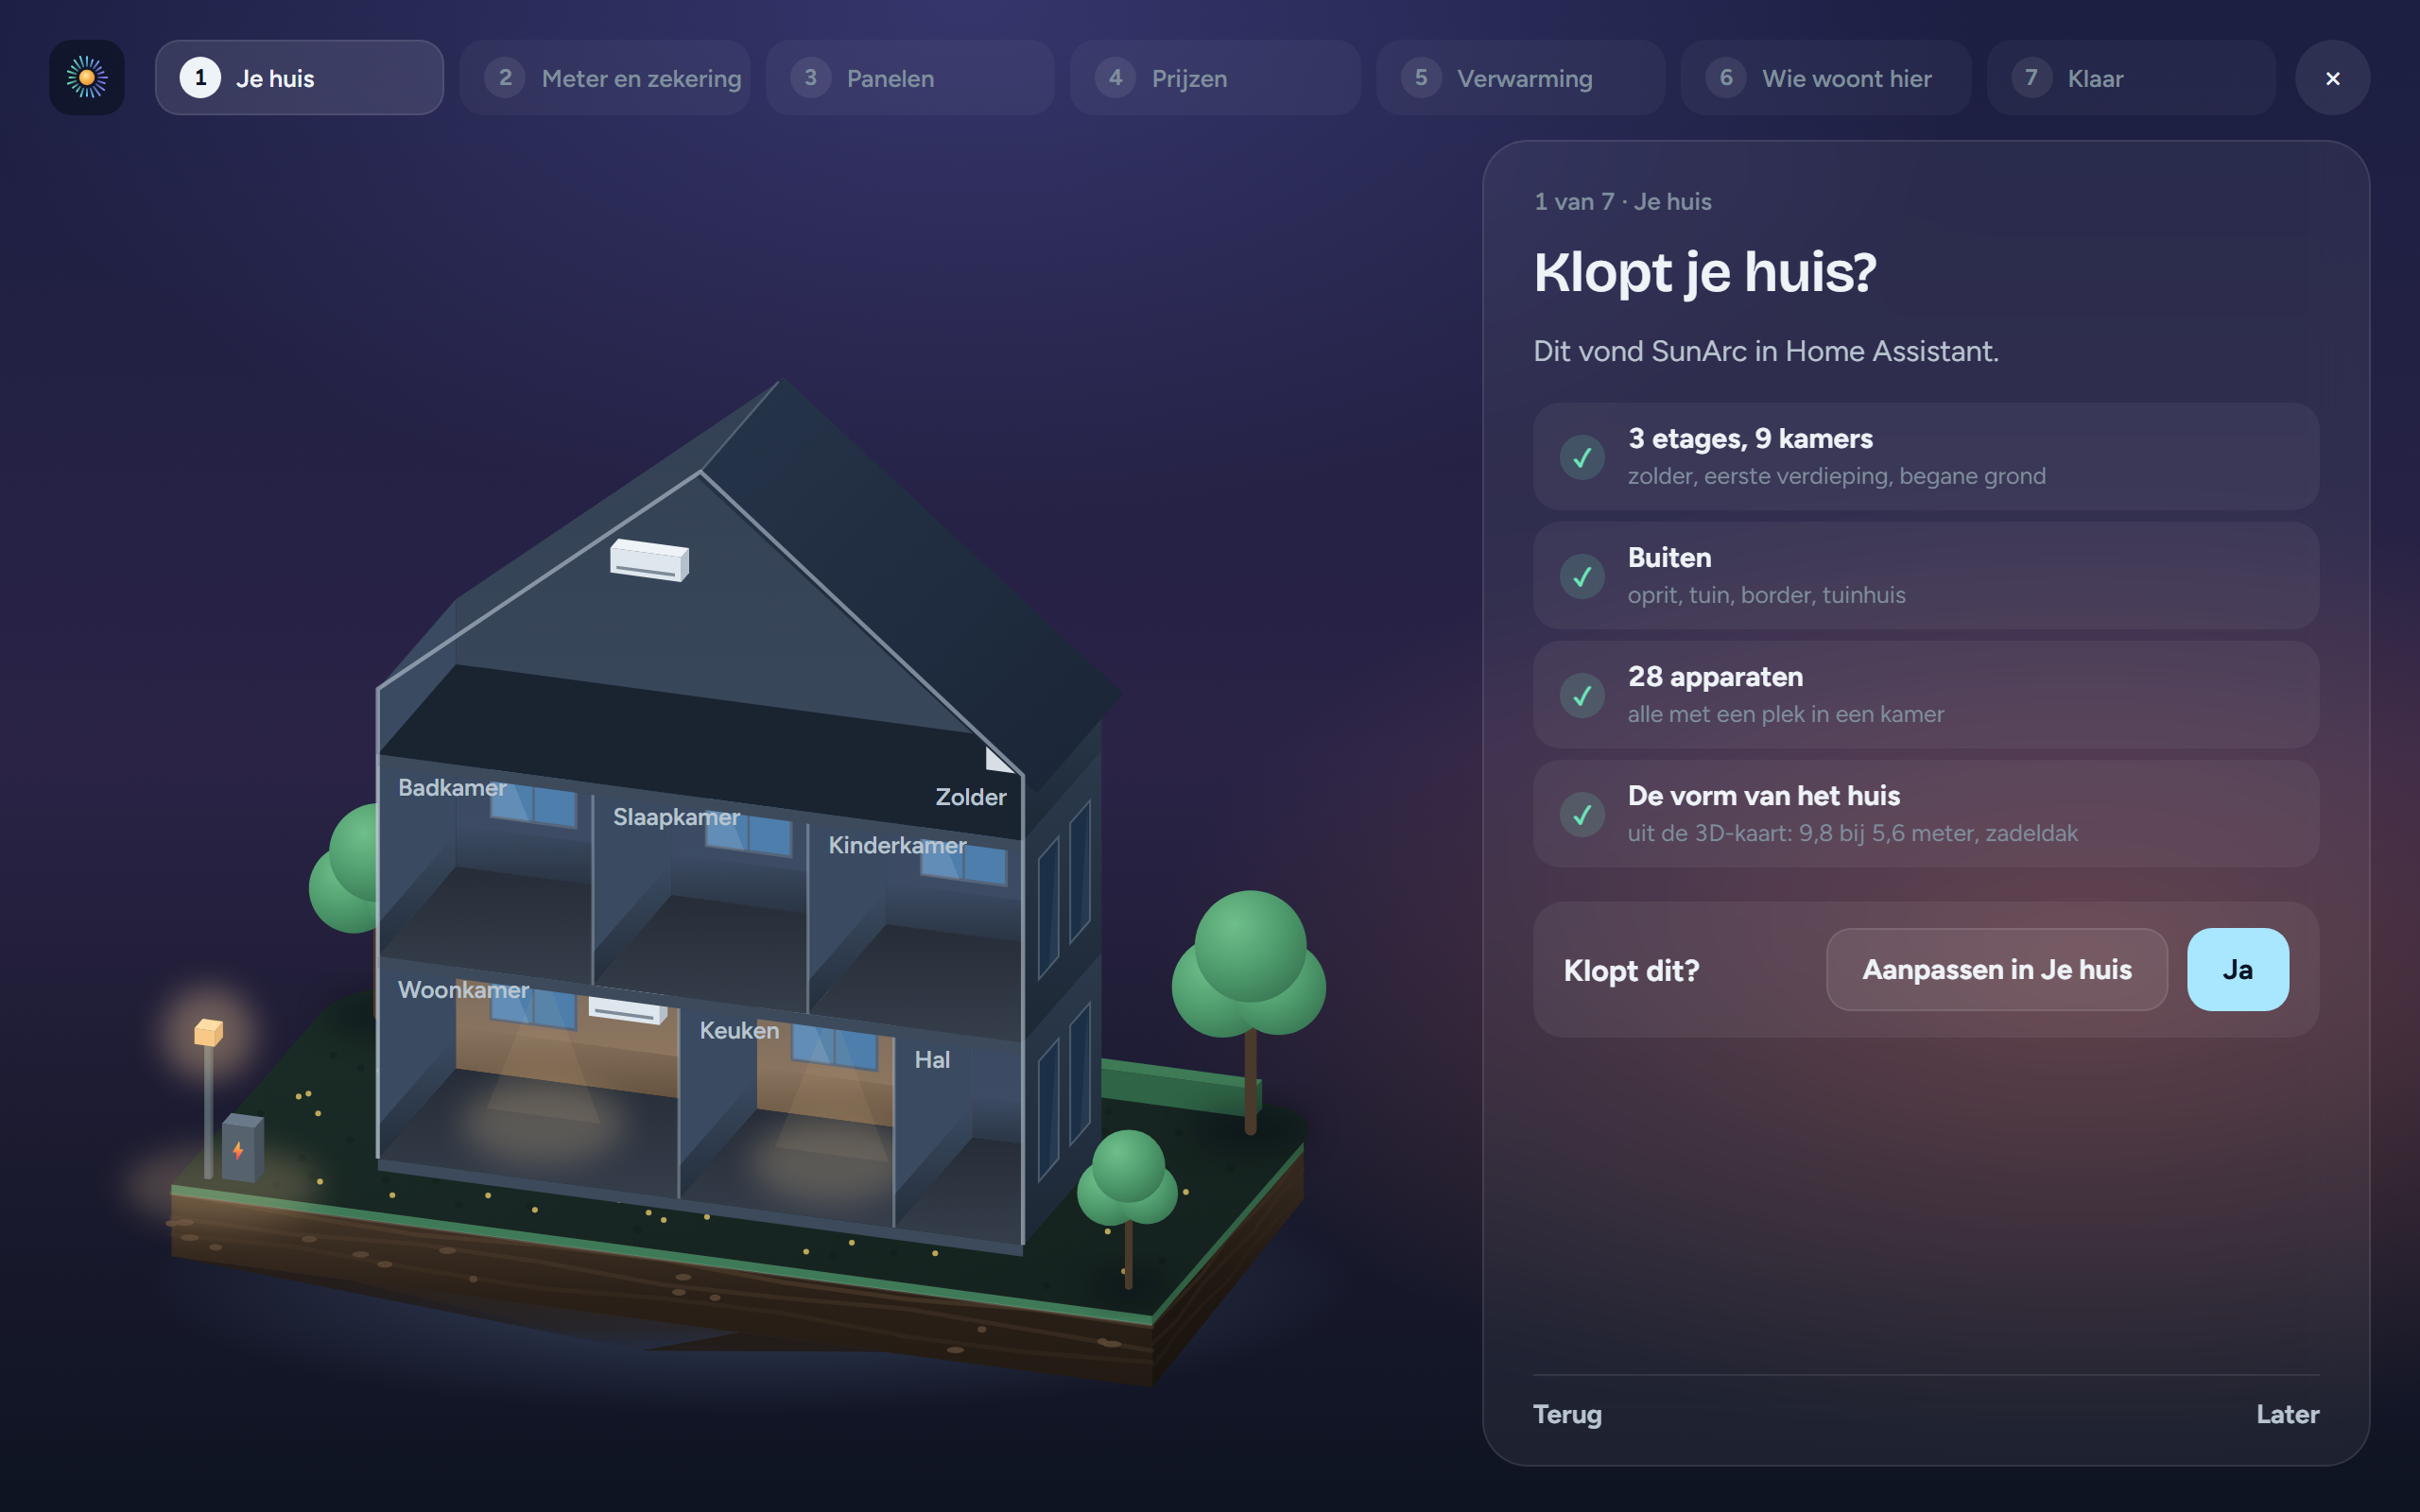 1 Je huis
2 Meter en zekering
3 Panelen
4 Prijzen
5 Verwarming
6 Wie woont hier
7 Klaar
×
1 van 7 · Je huis
Klopt je huis?
Dit vond SunArc in Home Assistant.
✓ 3 etages, 9 kamers
zolder, eerste verdieping, begane grond
✓ Buiten
oprit, tuin, border, tuinhuis
✓ 28 apparaten
alle met een plek in een kamer
✓ De vorm van het huis
uit de 3D-kaart: 9,8 bij 5,6 meter, zadeldak
Klopt dit?
Aanpassen in Je huis
Ja
Terug
Later
Badkamer
Slaapkamer
Kinderkamer
Zolder
Woonkamer
Keuken
Hal